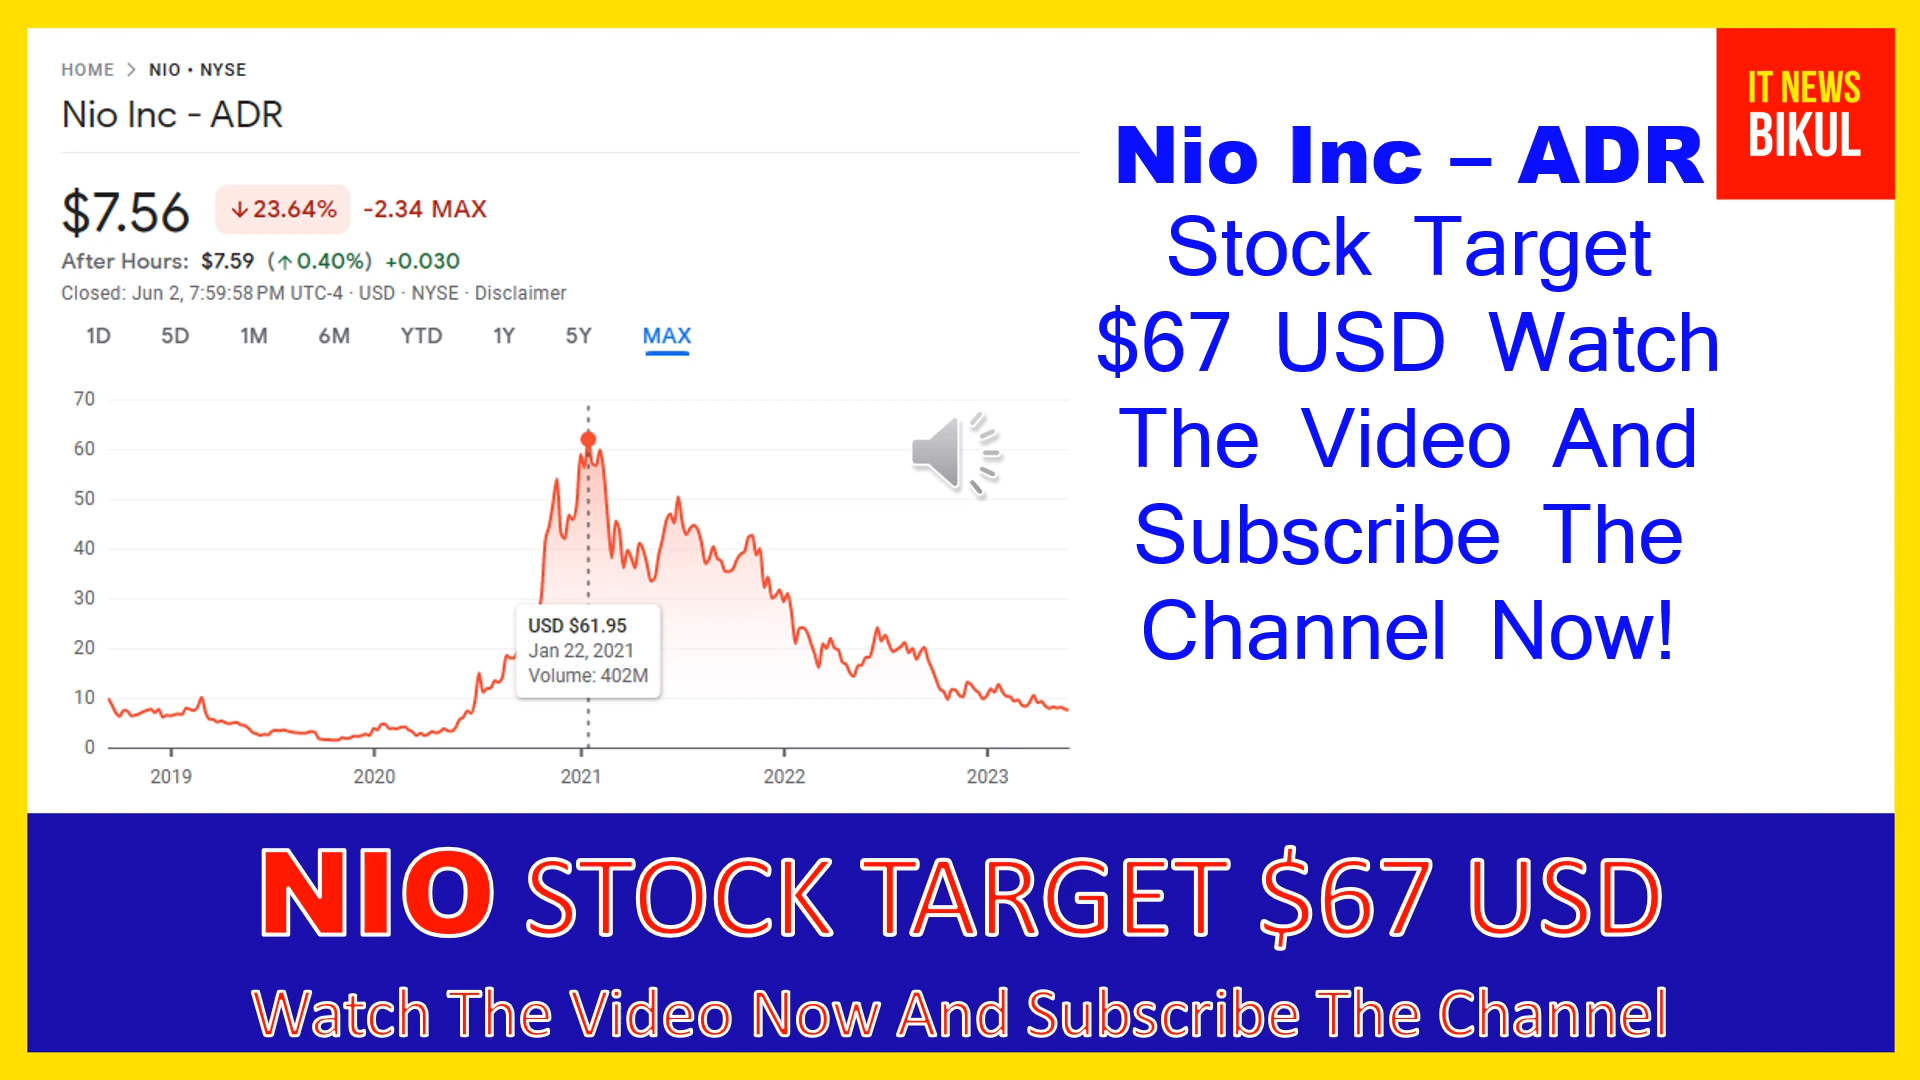 HOME > NIO • NYSE
Nio Inc - ADR
$7.56 ↓23.64% -2.34 MAX
After Hours: $7.59 (↑0.40%) +0.030
Closed: Jun 2, 7:59:58 PM UTC-4 · USD · NYSE · Disclaimer
1D 5D 1M 6M YTD 1Y 5Y MAX
70
60
50
40
30
20
10
0
USD $61.95
Jan 22, 2021
Volume: 402M
2019 2020 2021 2022 2023
Nio Inc – ADR
Stock Target
$67 USD Watch
The Video And
Subscribe The
Channel Now!
IT NEWS
BIKUL
NIO STOCK TARGET $67 USD
Watch The Video Now And Subscribe The Channel